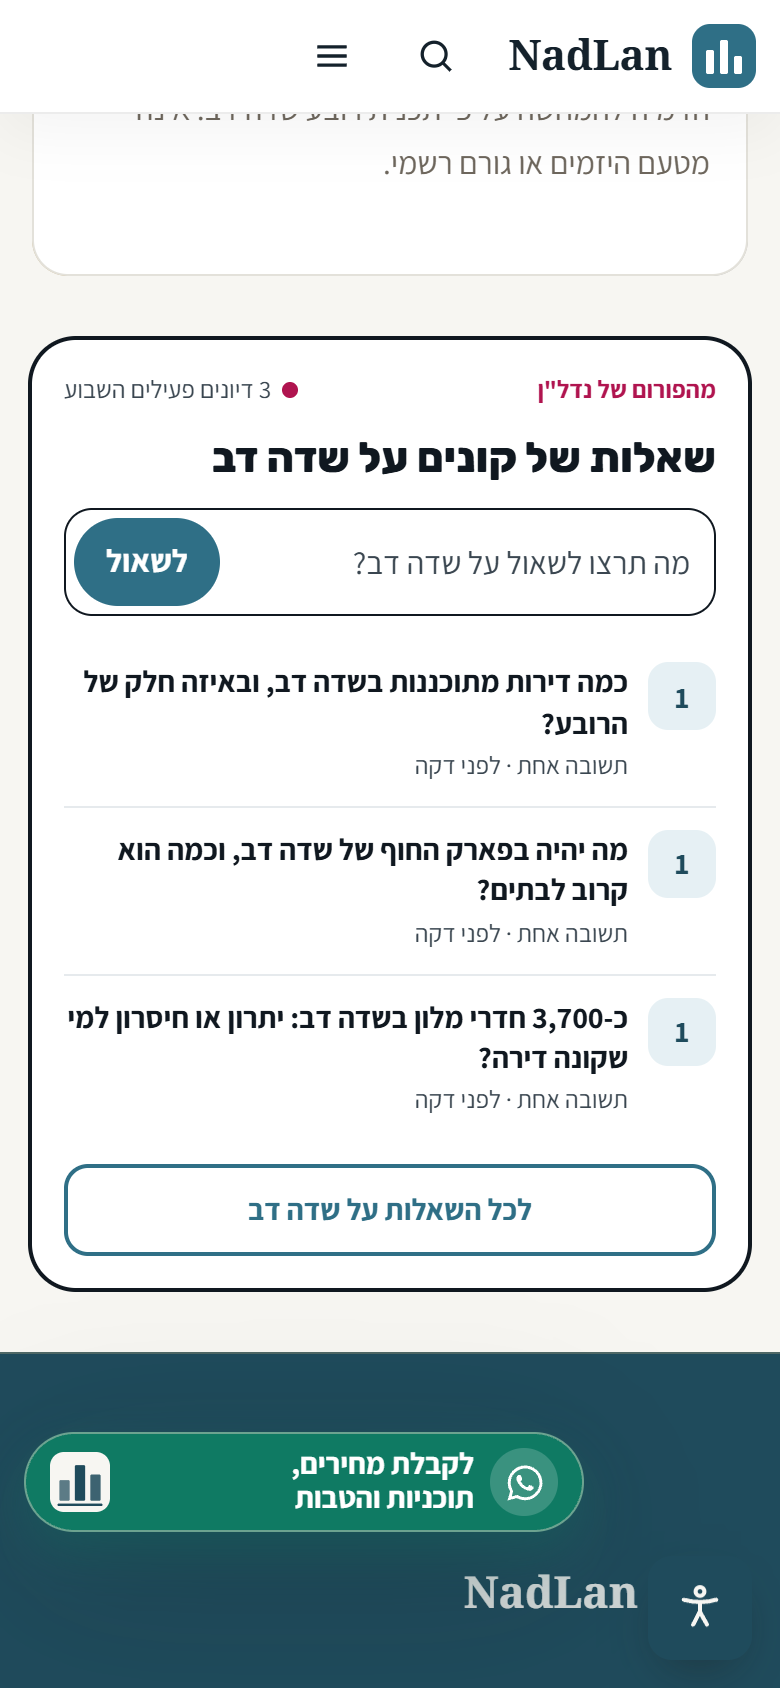 NadLan
מטעם היזמים או גורם רשמי.
מהפורום של נדל"ן
3 דיונים פעילים השבוע
שאלות של קונים על שדה דב
מה תרצו לשאול על שדה דב?
לשאול
1
כמה דירות מתוכננות בשדה דב, ובאיזה חלק של
הרובע?
תשובה אחת · לפני דקה
1
מה יהיה בפארק החוף של שדה דב, וכמה הוא
קרוב לבתים?
תשובה אחת · לפני דקה
1
כ-3,700 חדרי מלון בשדה דב: יתרון או חיסרון למי
שקונה דירה?
תשובה אחת · לפני דקה
לכל השאלות על שדה דב
לקבלת מחירים,
תוכניות והטבות
NadLan